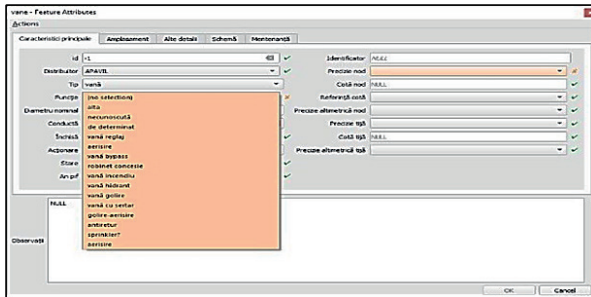 vane - Feature Attributes
Actions
Caracteristici principale
Amplasament
Alte detalii
Schemă
Mentenanță
id
-1
Identificator
NULL
Distribuitor
APAVIL
Precizie nod
Tip
vană
Cotă nod
NULL
Funcție
(no selection)
Referință cotă
alta
Diametru nominal
necunoscută
Precizie altimetrică nod
de determinat
Conductă
vană reglaj
Precizie tijă
Închisă
aerisire
Cotă tijă
NULL
vană bypass
Acționare
robinet concesie
Precizie altimetrică tijă
Stare
vană incendiu
vană hidrant
An pif
vană golire
vană cu sertar
golire-aerisire
antiretur
sprinkler?
aerisire
NULL
Observații
OK
Cancel